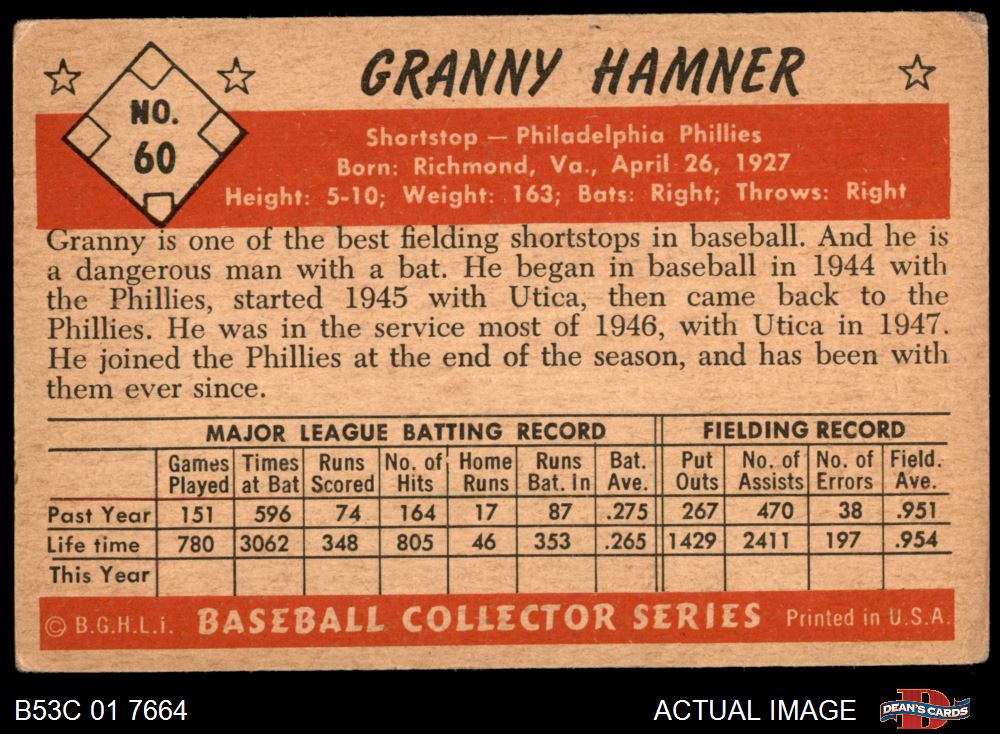 NO.
60
GRANNY HAMNER
Shortstop — Philadelphia Phillies
Born: Richmond, Va., April 26, 1927
Height: 5-10; Weight: 163; Bats: Right; Throws: Right
Granny is one of the best fielding shortstops in baseball. And he is
a dangerous man with a bat. He began in baseball in 1944 with
the Phillies, started 1945 with Utica, then came back to the
Phillies. He was in the service most of 1946, with Utica in 1947.
He joined the Phillies at the end of the season, and has been with
them ever since.
MAJOR LEAGUE BATTING RECORD FIELDING RECORD
Games Times Runs No. of Home Runs Bat. Put No. of No. of Field.
Played at Bat Scored Hits Runs Bat. In Ave. Outs Assists Errors Ave.
Past Year 151 596 74 164 17 87 .275 267 470 38 .951
Life time 780 3062 348 805 46 353 .265 1429 2411 197 .954
This Year
© B.G.H.L.i. BASEBALL COLLECTOR SERIES Printed in U.S.A.
B53C 01 7664 ACTUAL IMAGE D DEAN'S CARDS